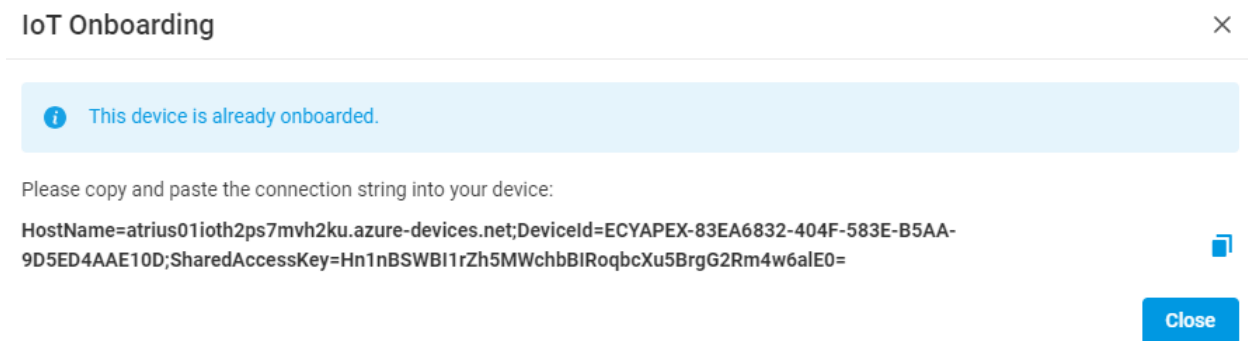 IoT Onboarding
This device is already onboarded.
Please copy and paste the connection string into your device:
HostName=atrius01ioth2ps7mvh2ku.azure-devices.net;DeviceId=ECYAPEX-83EA6832-404F-583E-B5AA-
9D5ED4AAE10D;SharedAccessKey=Hn1nBSWBI1rZh5MWchbBIRoqbcXu5BrgG2Rm4w6alE0=
Close